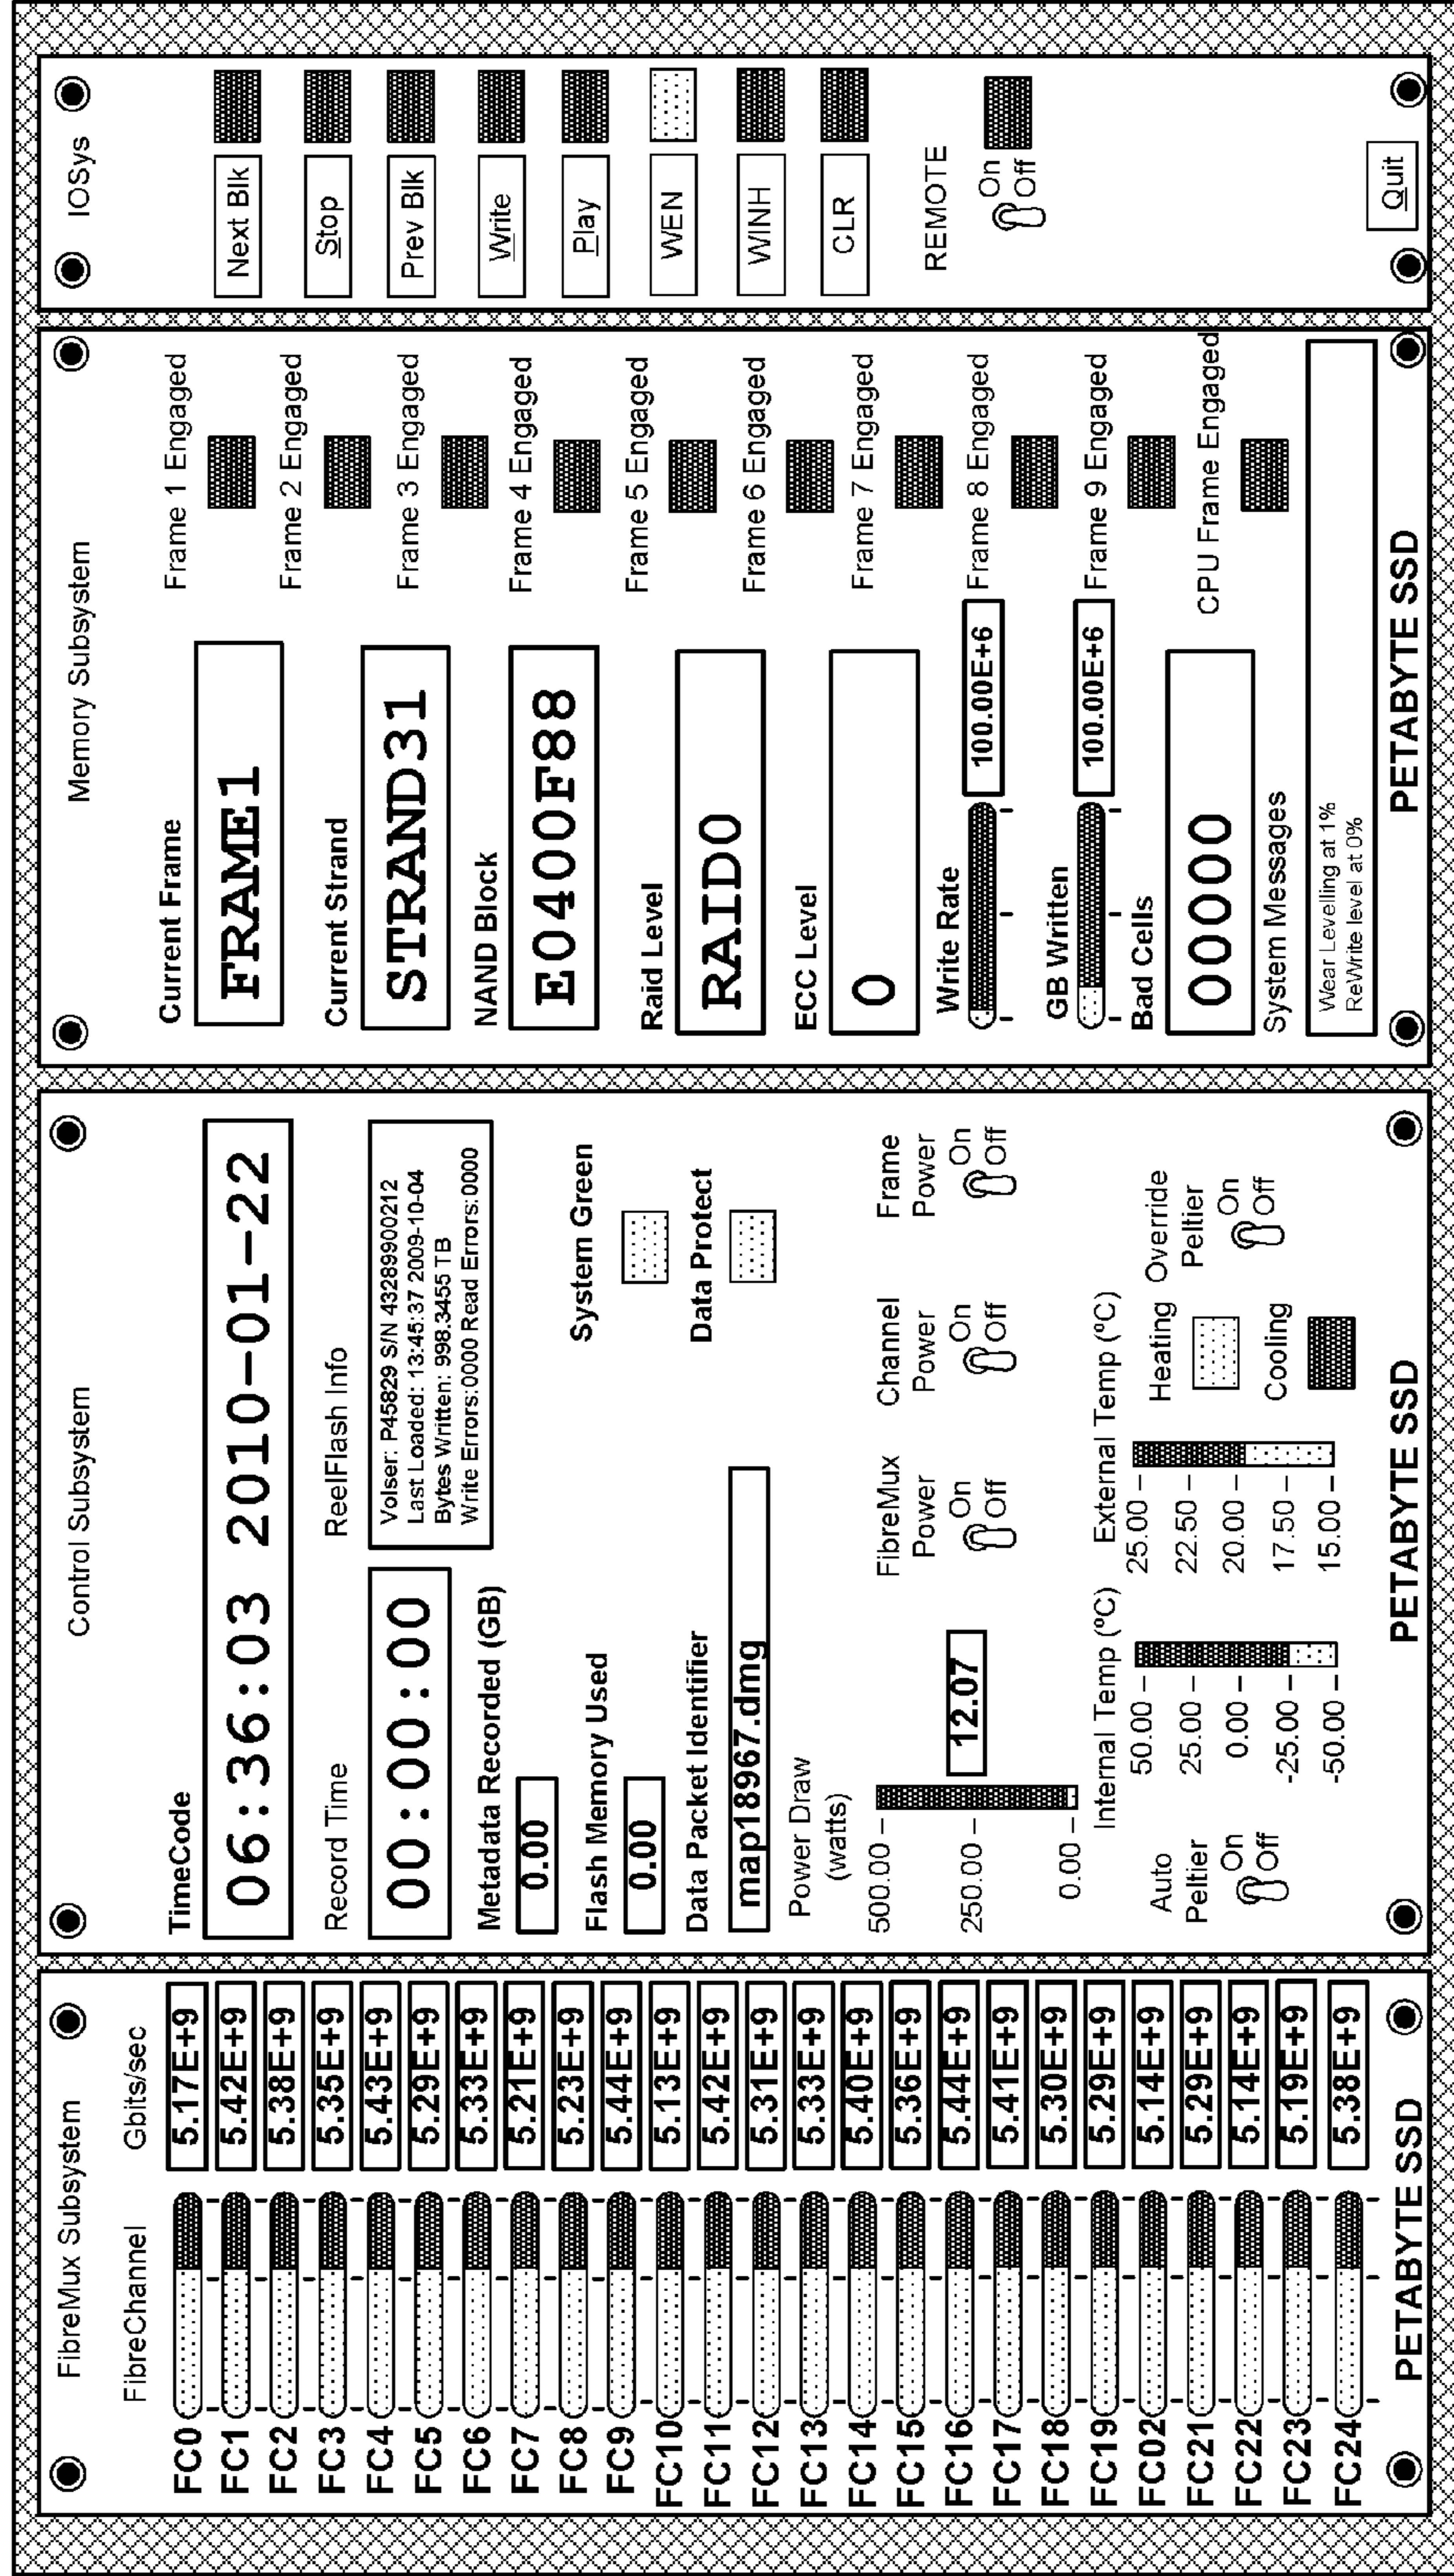 FibreMux Subsystem
FibreChannel Gbits/sec
FC0 5.17E+9
FC1 5.42E+9
FC2 5.38E+9
FC3 5.35E+9
FC4 5.43E+9
FC5 5.29E+9
FC6 5.33E+9
FC7 5.21E+9
FC8 5.23E+9
FC9 5.44E+9
FC10 5.13E+9
FC11 5.42E+9
FC12 5.31E+9
FC13 5.33E+9
FC14 5.40E+9
FC15 5.36E+9
FC16 5.44E+9
FC17 5.41E+9
FC18 5.30E+9
FC19 5.29E+9
FC02 5.14E+9
FC21 5.29E+9
FC22 5.14E+9
FC23 5.19E+9
FC24 5.38E+9
PETABYTE SSD
Control Subsystem
TimeCode
06:36:03 2010-01-22
Record Time
00:00:00
ReelFlash Info
Volser: P45829 S/N 43289900212
Last Loaded: 13:45:37 2009-10-04
Bytes Written: 998.3455 TB
Write Errors:0000 Read Errors:0000
Metadata Recorded (GB)
0.00
Flash Memory Used
0.00
System Green
Data Protect
Data Packet Identifier
map18967.dmg
Power Draw
(watts)
500.00
250.00
0.00
12.07
FibreMux
Power
On
Off
Channel
Power
On
Off
Frame
Power
On
Off
Auto
Peltier
On
Off
Internal Temp (ºC)
50.00
25.00
0.00
-25.00
-50.00
External Temp (ºC)
25.00
22.50
20.00
17.50
15.00
Heating
Cooling
Override
Peltier
On
Off
PETABYTE SSD
Memory Subsystem
Current Frame
FRAME1
Current Strand
STRAND31
NAND Block
E0400F88
Raid Level
RAID0
ECC Level
0
Write Rate
100.00E+6
GB Written
100.00E+6
Bad Cells
00000
Frame 1 Engaged
Frame 2 Engaged
Frame 3 Engaged
Frame 4 Engaged
Frame 5 Engaged
Frame 6 Engaged
Frame 7 Engaged
Frame 8 Engaged
Frame 9 Engaged
CPU Frame Engaged
System Messages
Wear Levelling at 1%
ReWrite level at 0%
PETABYTE SSD
IOSys
Next Blk
Stop
Prev Blk
Write
Play
WEN
WINH
CLR
REMOTE
On
Off
Quit